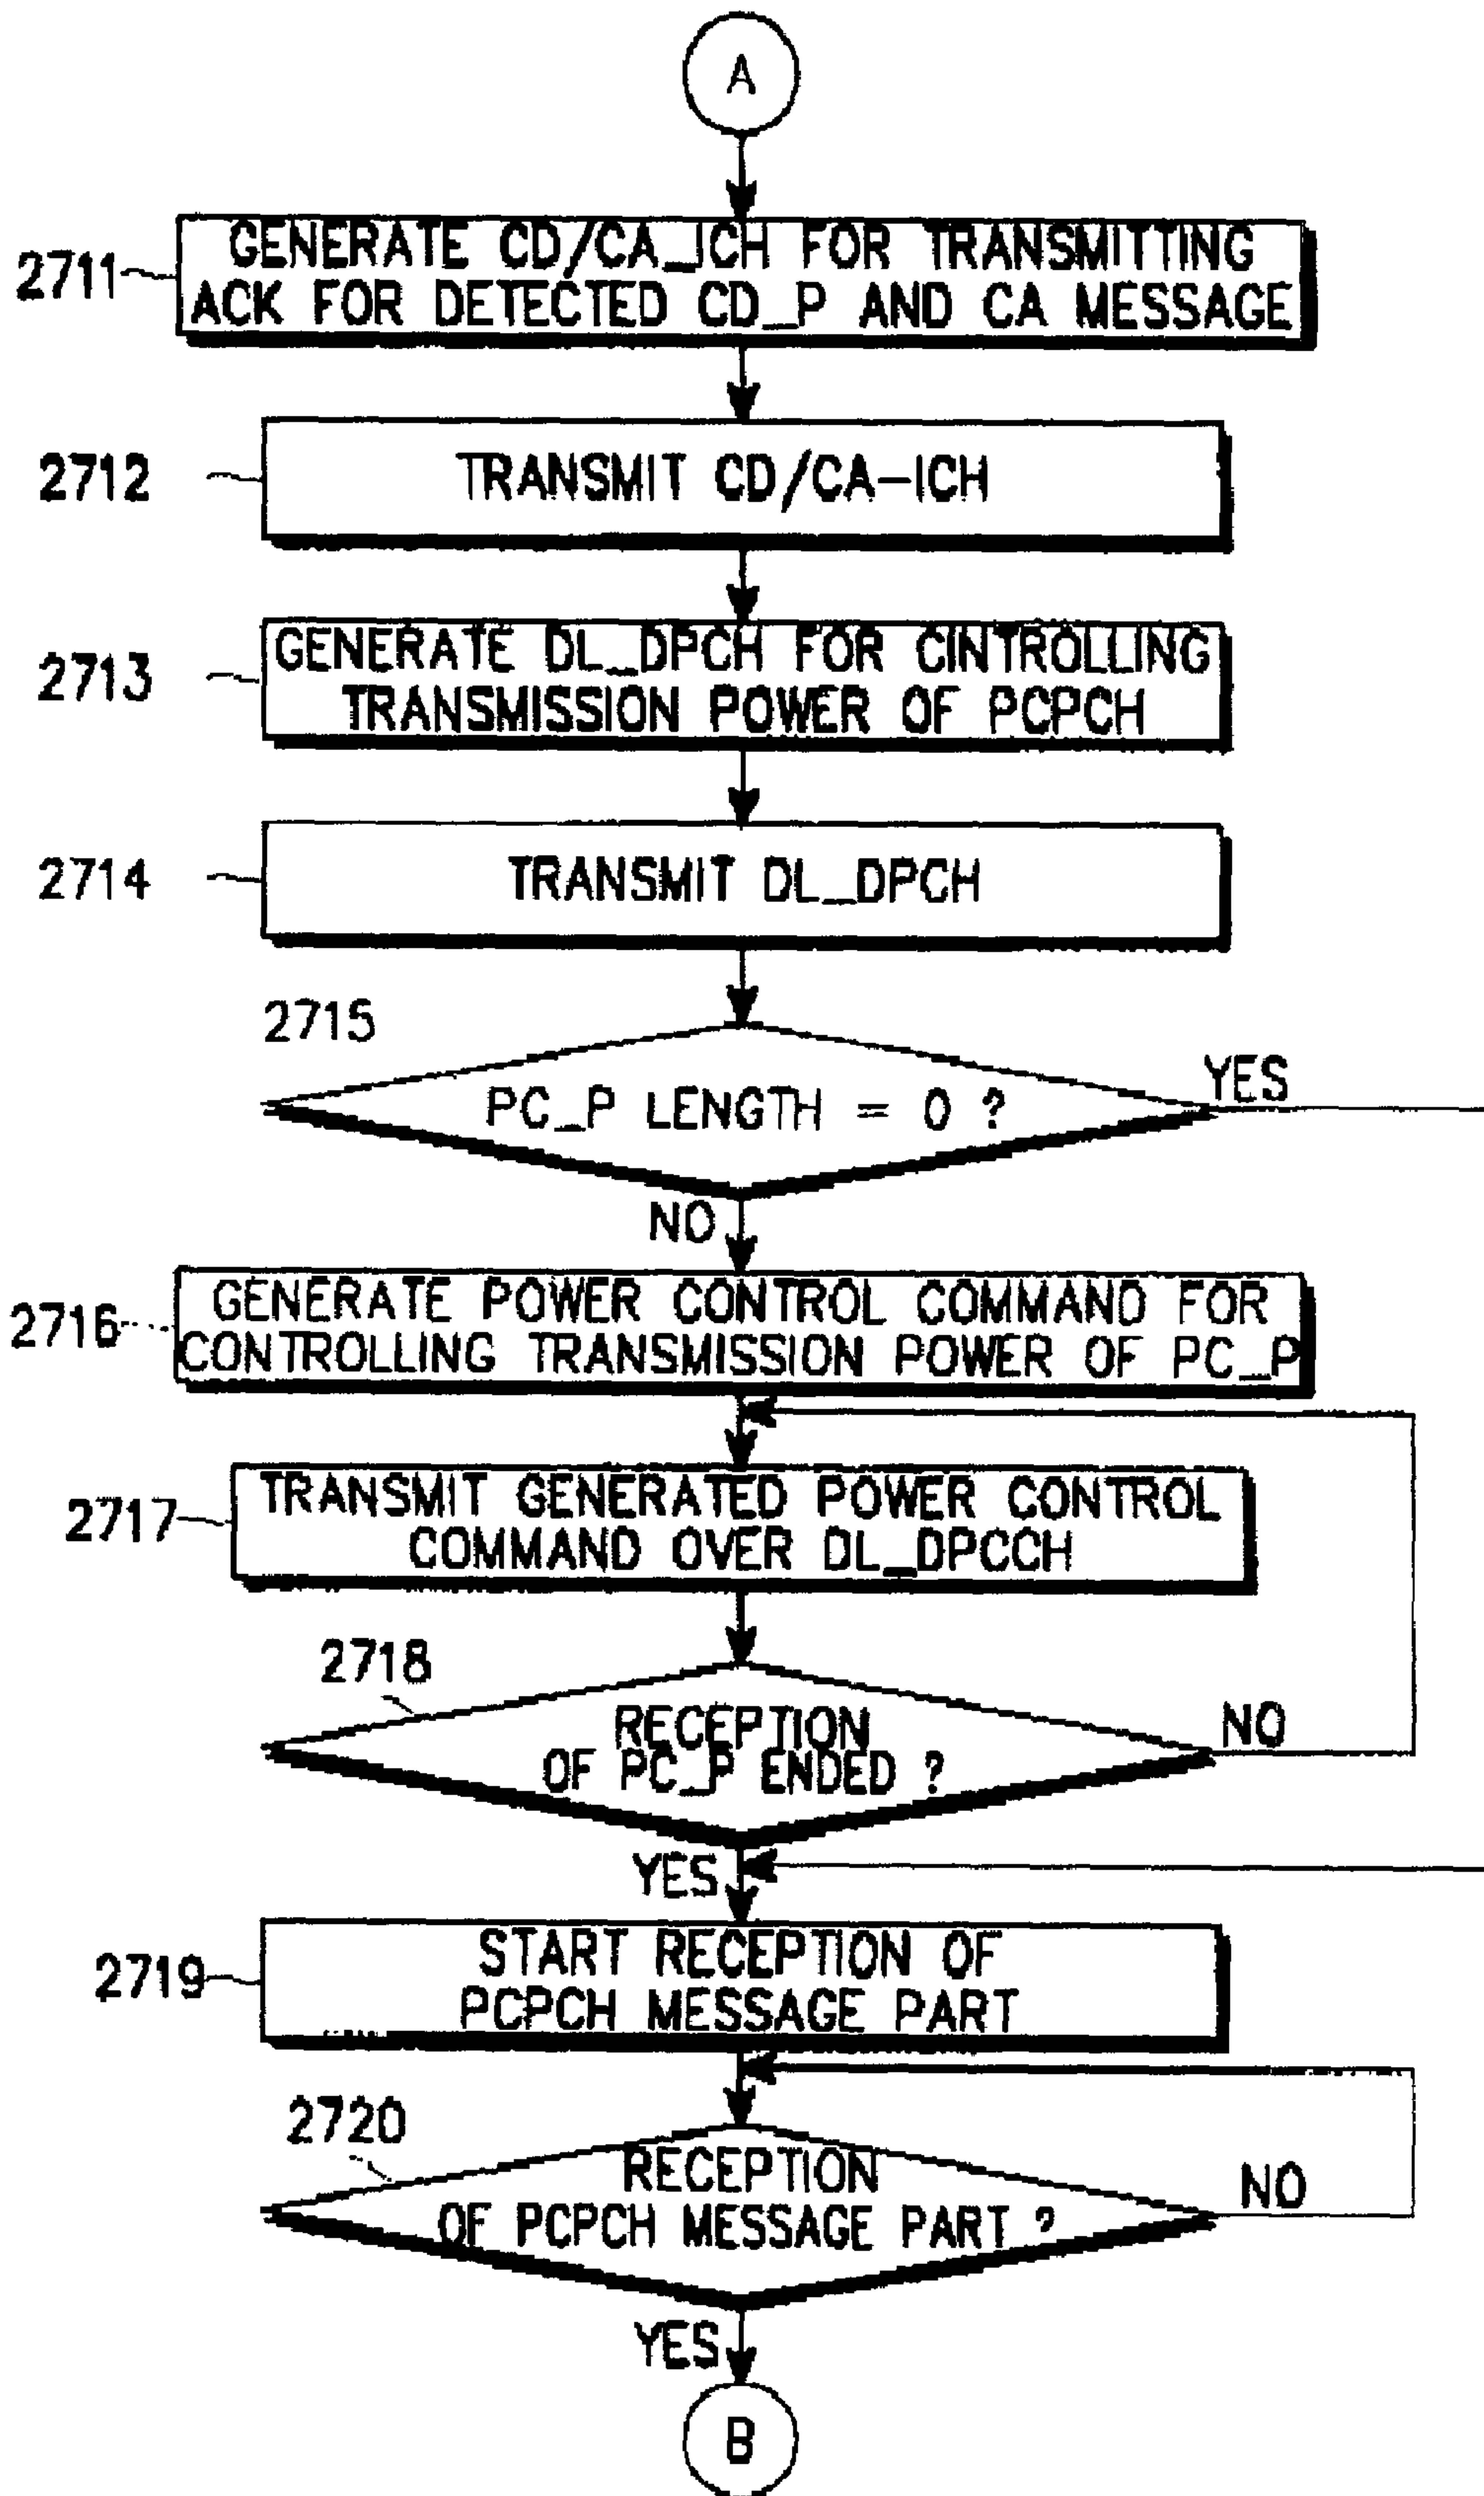 A
2711
GENERATE CD/CA_ICH FOR TRANSMITTING
ACK FOR DETECTED CD_P AND CA MESSAGE
2712
TRANSMIT CD/CA-ICH
2713
GENERATE DL_DPCH FOR CINTROLLING
TRANSMISSION POWER OF PCPCH
2714
TRANSMIT DL_DPCH
2715
PC_P LENGTH = 0 ?
YES
NO
2716
GENERATE POWER CONTROL COMMAND FOR
CONTROLLING TRANSMISSION POWER OF PC_P
2717
TRANSMIT GENERATED POWER CONTROL
COMMAND OVER DL_DPCCH
2718
RECEPTION
OF PC_P ENDED ?
NO
YES
2719
START RECEPTION OF
PCPCH MESSAGE PART
2720
RECEPTION
OF PCPCH MESSAGE PART ?
NO
YES
B